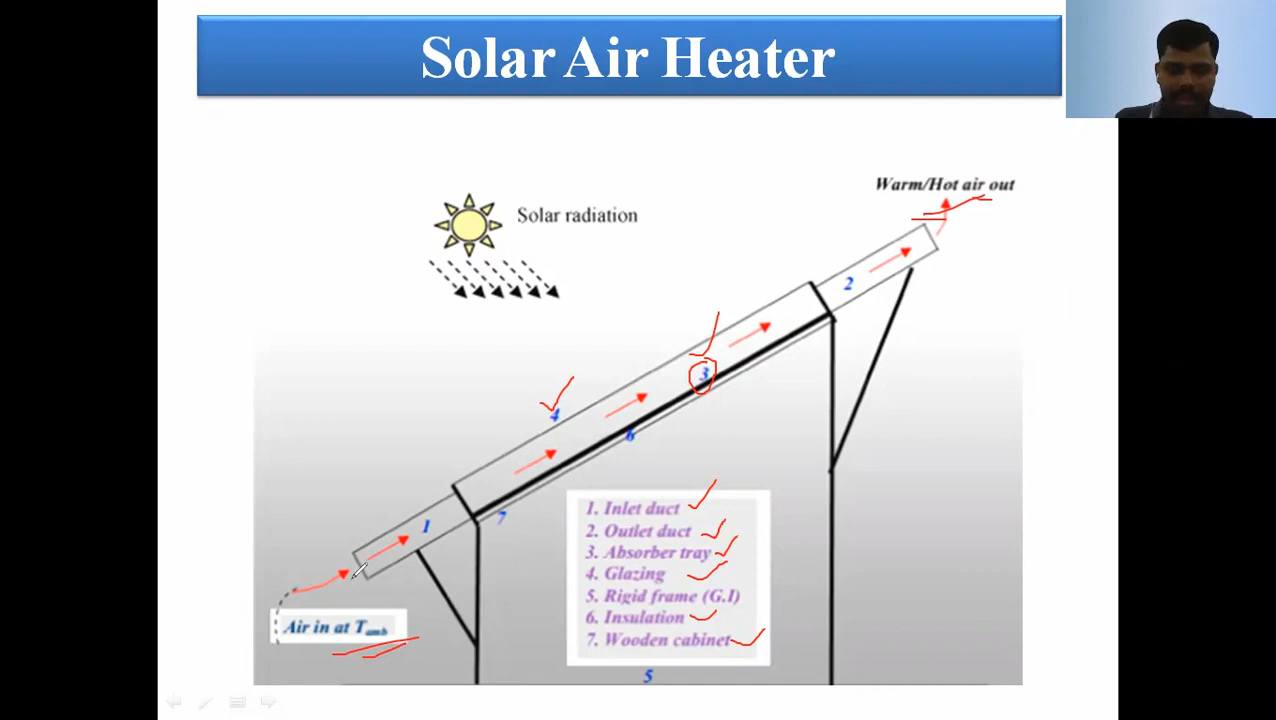 Solar Air Heater
Warm/Hot air out
Solar radiation
2
3
4
6
1
7
1. Inlet duct
2. Outlet duct
3. Absorber tray
4. Glazing
5. Rigid frame (G.I)
6. Insulation
7. Wooden cabinet
Air in at Tamb
5